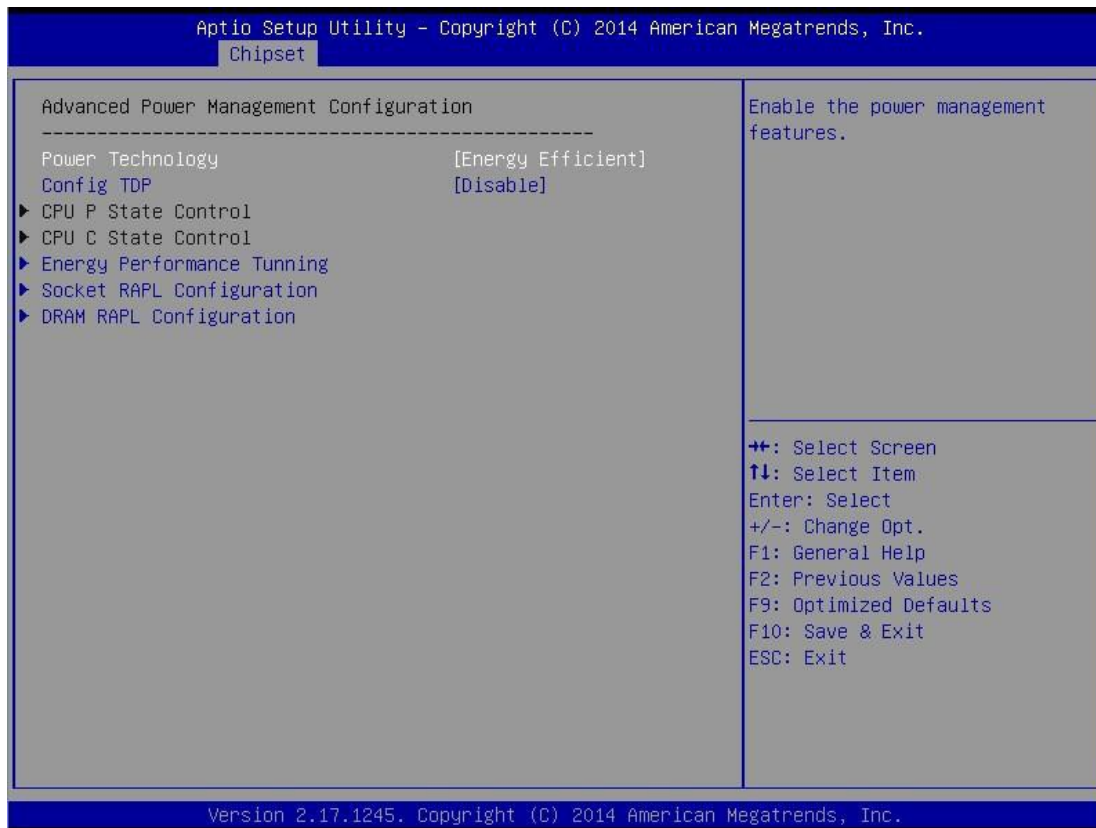 Aptio Setup Utility – Copyright (C) 2014 American Megatrends, Inc.
Chipset
Advanced Power Management Configuration
--------------------------------------------------
Power Technology [Energy Efficient]
Config TDP [Disable]
▶ CPU P State Control
▶ CPU C State Control
▶ Energy Performance Tunning
▶ Socket RAPL Configuration
▶ DRAM RAPL Configuration
Enable the power management
features.
→←: Select Screen
↑↓: Select Item
Enter: Select
+/-: Change Opt.
F1: General Help
F2: Previous Values
F9: Optimized Defaults
F10: Save & Exit
ESC: Exit
Version 2.17.1245. Copyright (C) 2014 American Megatrends, Inc.